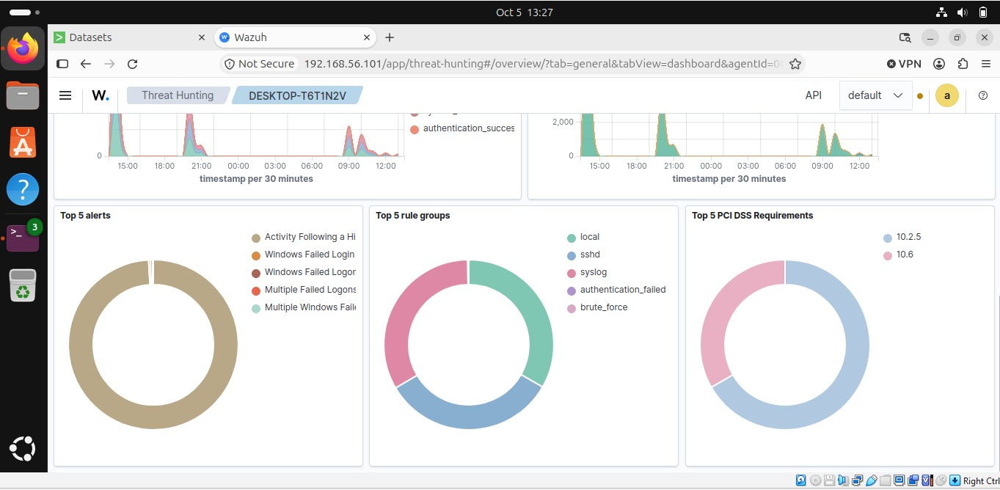 Oct 5 13:27
Datasets
Wazuh
Not Secure
192.168.56.101/app/threat-hunting#/overview/?tab=general&tabView=dashboard&agentId=0
VPN
W.
Threat Hunting
DESKTOP-T6T1N2V
API
default
a
3
authentication_succes
0
15:00 18:00 21:00 00:00 03:00 06:00 09:00 12:00
timestamp per 30 minutes
2,000
0
15:00 18:00 21:00 00:00 03:00 06:00 09:00 12:00
timestamp per 30 minutes
Top 5 alerts
Activity Following a Hi
Windows Failed Login
Windows Failed Logor
Multiple Failed Logons
Multiple Windows Faile
Top 5 rule groups
local
sshd
syslog
authentication_failed
brute_force
Top 5 PCI DSS Requirements
10.2.5
10.6
Right Ctrl